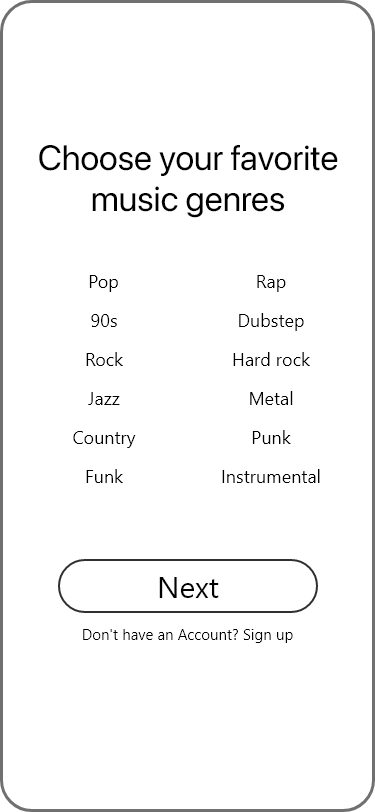 Choose your favorite
music genres
Pop
Rap
90s
Dubstep
Rock
Hard rock
Jazz
Metal
Country
Punk
Funk
Instrumental
Next
Don't have an Account? Sign up